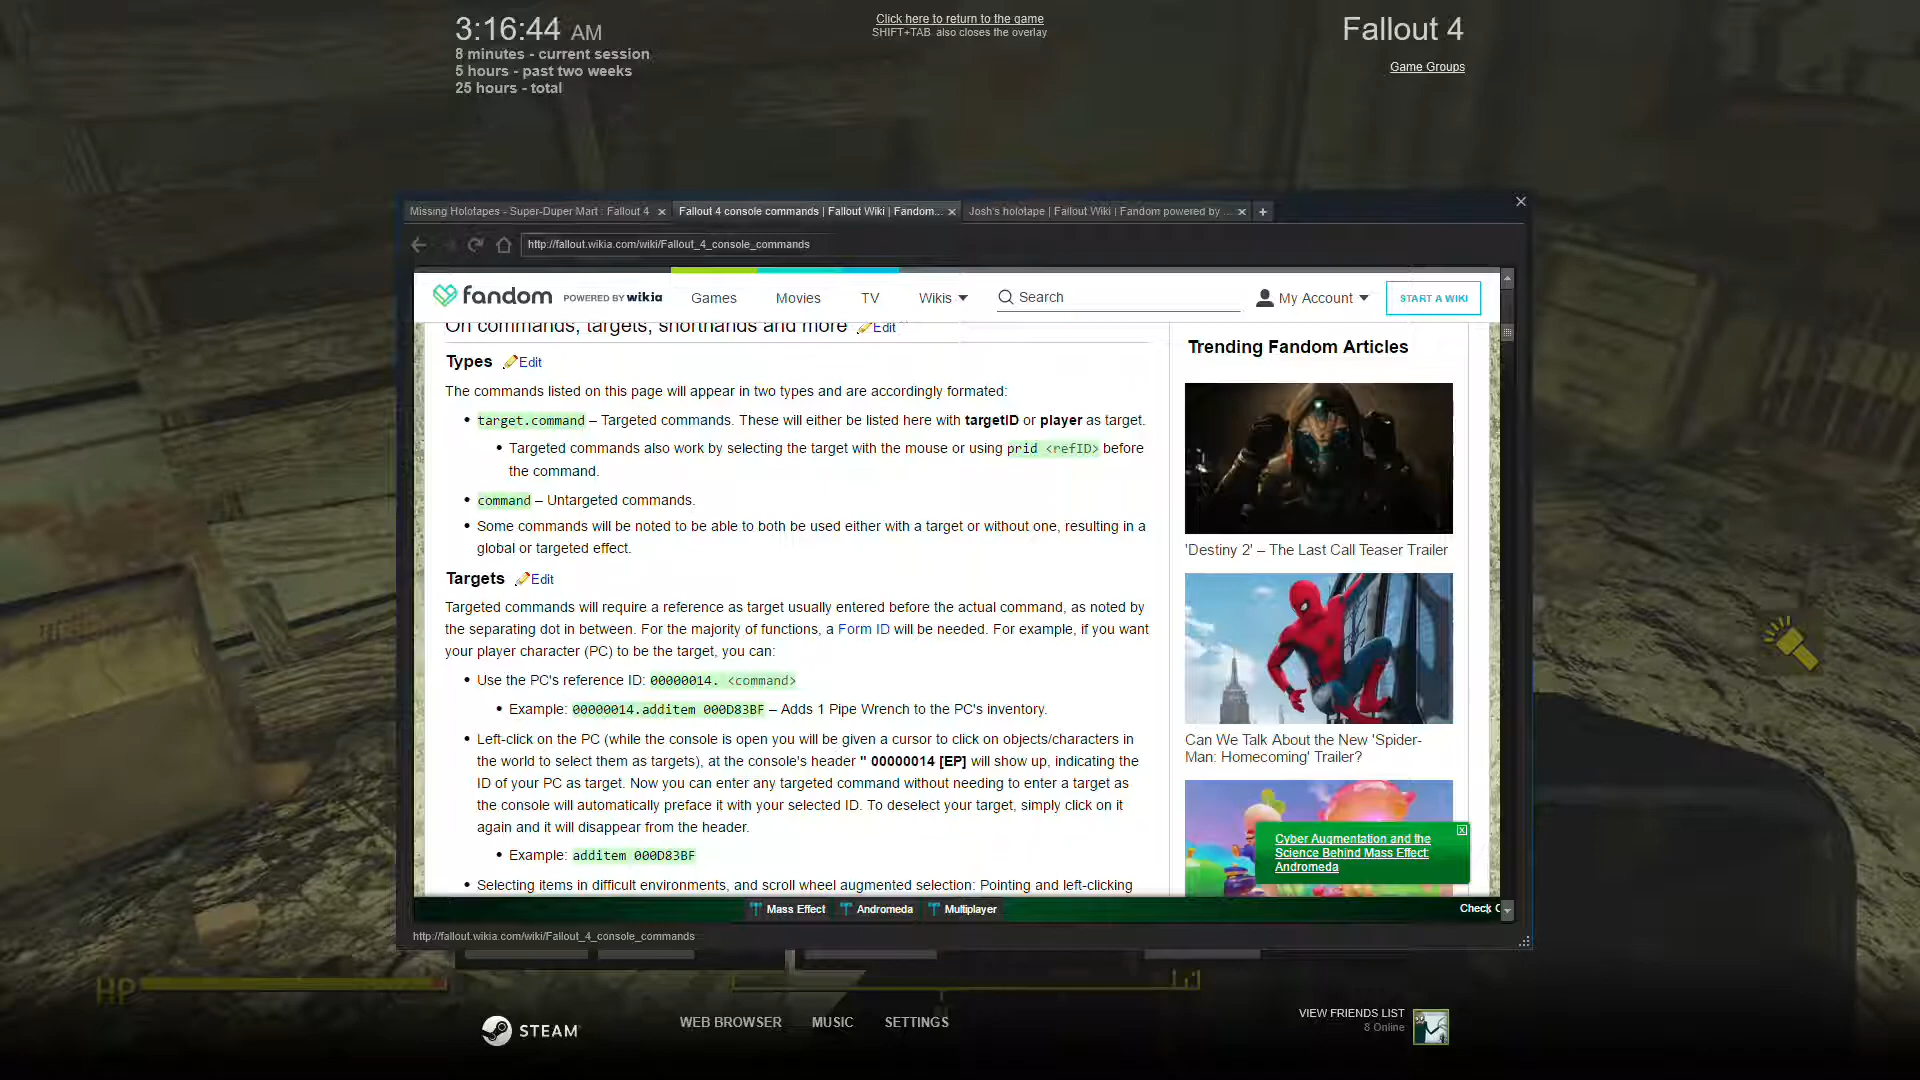 3:16:44 AM
8 minutes - current session
5 hours - past two weeks
25 hours - total
Click here to return to the game
SHIFT+TAB also closes the overlay
Fallout 4
Game Groups
Missing Holotapes - Super-Duper Mart : Fallout 4
Fallout 4 console commands | Fallout Wiki | Fandom...
Josh's holotape | Fallout Wiki | Fandom powered by ...
http://fallout.wikia.com/wiki/Fallout_4_console_commands
fandom POWERED BY wikia
Games
Movies
TV
Wikis
Search
My Account
START A WIKI
On commands, targets, shorthands and more Edit
Types Edit
The commands listed on this page will appear in two types and are accordingly formated:
• target.command – Targeted commands. These will either be listed here with targetID or player as target.
• Targeted commands also work by selecting the target with the mouse or using prid <refID> before
the command.
• command – Untargeted commands.
• Some commands will be noted to be able to both be used either with a target or without one, resulting in a
global or targeted effect.
Targets Edit
Targeted commands will require a reference as target usually entered before the actual command, as noted by
the separating dot in between. For the majority of functions, a Form ID will be needed. For example, if you want
your player character (PC) to be the target, you can:
• Use the PC's reference ID: 00000014. <command>
• Example: 00000014.additem 000D83BF – Adds 1 Pipe Wrench to the PC's inventory.
• Left-click on the PC (while the console is open you will be given a cursor to click on objects/characters in
the world to select them as targets), at the console's header " 00000014 [EP] will show up, indicating the
ID of your PC as target. Now you can enter any targeted command without needing to enter a target as
the console will automatically preface it with your selected ID. To deselect your target, simply click on it
again and it will disappear from the header.
• Example: additem 000D83BF
• Selecting items in difficult environments, and scroll wheel augmented selection: Pointing and left-clicking
Trending Fandom Articles
'Destiny 2' – The Last Call Teaser Trailer
Can We Talk About the New 'Spider-
Man: Homecoming' Trailer?
Cyber Augmentation and the
Science Behind Mass Effect:
Andromeda
Mass Effect
Andromeda
Multiplayer
Check
http://fallout.wikia.com/wiki/Fallout_4_console_commands
HP
STEAM
WEB BROWSER
MUSIC
SETTINGS
VIEW FRIENDS LIST
8 Online